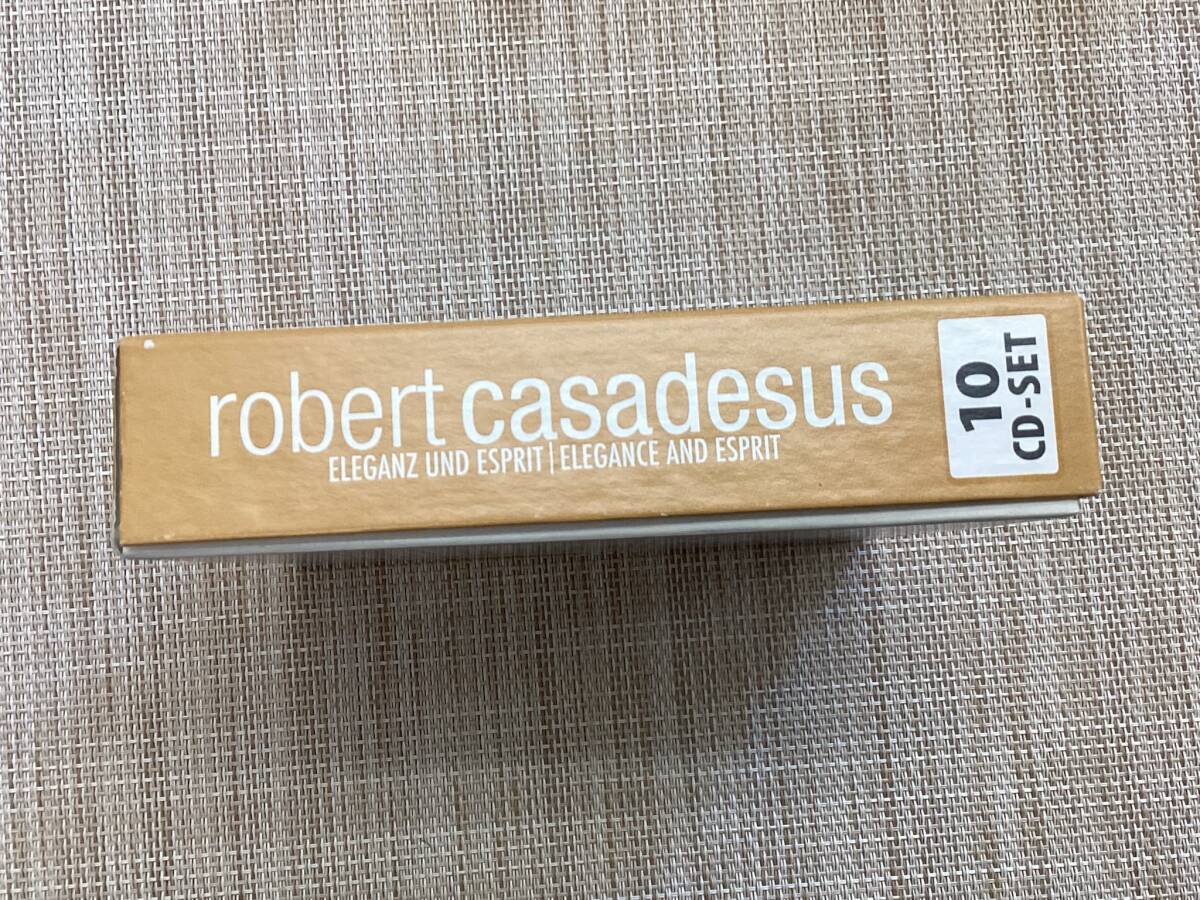 robert casadesus
ELEGANZ UND ESPRIT | ELEGANCE AND ESPRIT
10
CD-SET